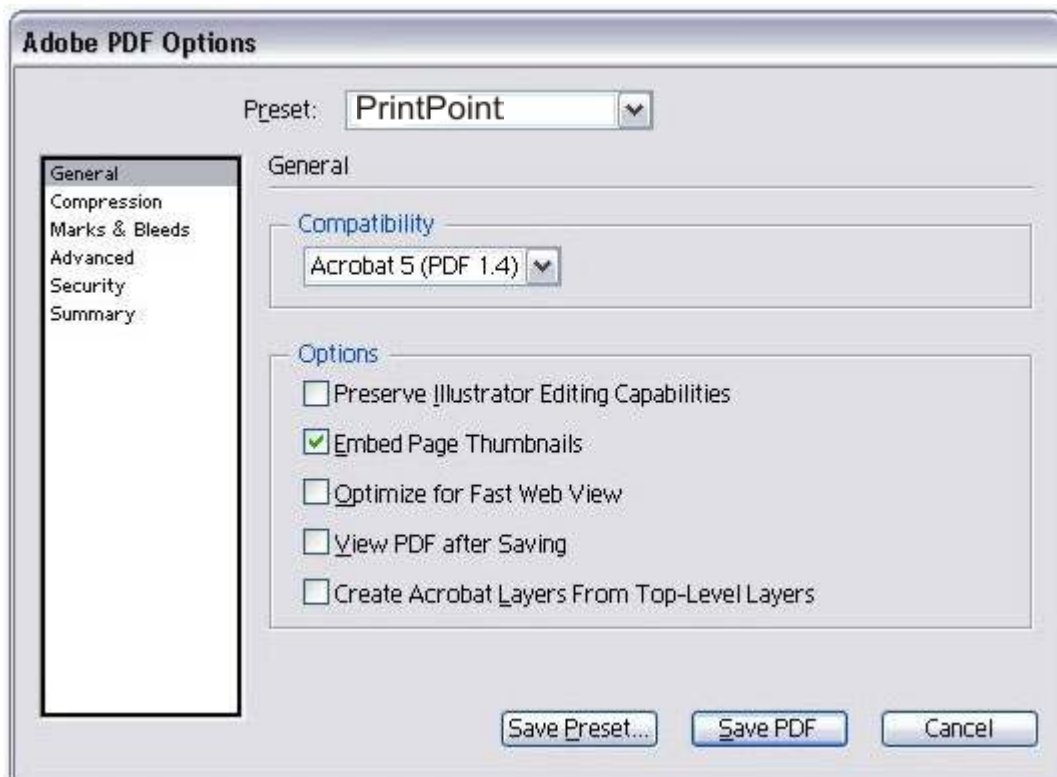 Adobe PDF Options
Preset: PrintPoint
General
Compression
Marks & Bleeds
Advanced
Security
Summary
General
Compatibility
Acrobat 5 (PDF 1.4)
Options
Preserve Illustrator Editing Capabilities
Embed Page Thumbnails
Optimize for Fast Web View
View PDF after Saving
Create Acrobat Layers From Top-Level Layers
Save Preset... Save PDF Cancel